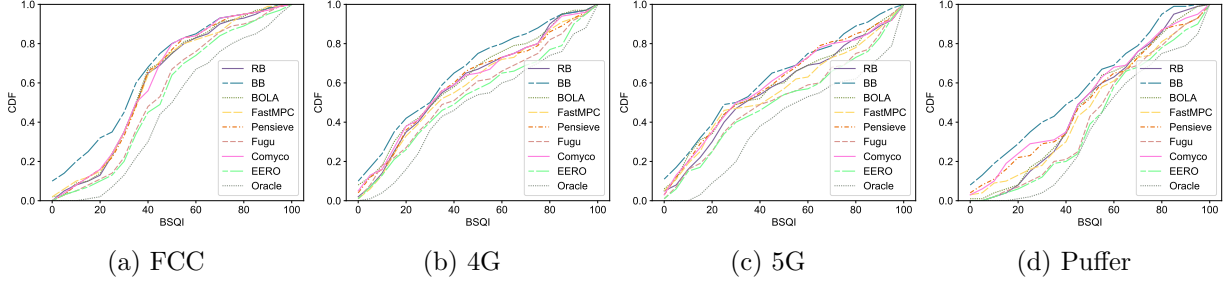 1.0
0.8
0.6
0.4
0.2
0.0
CDF
0 20 40 60 80 100
BSQI
RB
BB
BOLA
FastMPC
Pensieve
Fugu
Comyco
EERO
Oracle
(a) FCC
1.0
0.8
0.6
0.4
0.2
0.0
CDF
0 20 40 60 80 100
BSQI
RB
BB
BOLA
FastMPC
Pensieve
Fugu
Comyco
EERO
Oracle
(b) 4G
1.0
0.8
0.6
0.4
0.2
0.0
CDF
0 20 40 60 80 100
BSQI
RB
BB
BOLA
FastMPC
Pensieve
Fugu
Comyco
EERO
Oracle
(c) 5G
1.0
0.8
0.6
0.4
0.2
0.0
CDF
0 20 40 60 80 100
BSQI
RB
BB
BOLA
FastMPC
Pensieve
Fugu
Comyco
EERO
Oracle
(d) Puffer